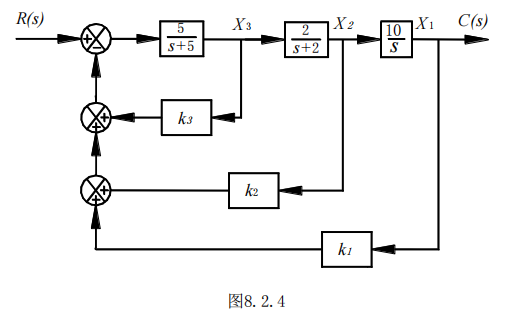 R(s) + − 5/(s+5) X3 2/(s+2) X2 10/s X1 C(s)
+ + k3
+ + k2
k1
图8.2.4